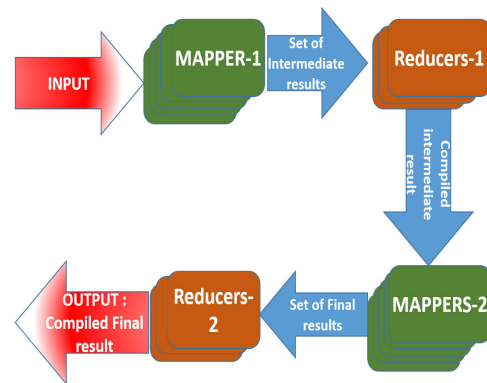 INPUT
MAPPER-1
Set of
Intermediate
results
Reducers-1
Compiled
intermediate
result
MAPPERS-2
Set of Final
results
Reducers-
2
OUTPUT :
Compiled Final
result